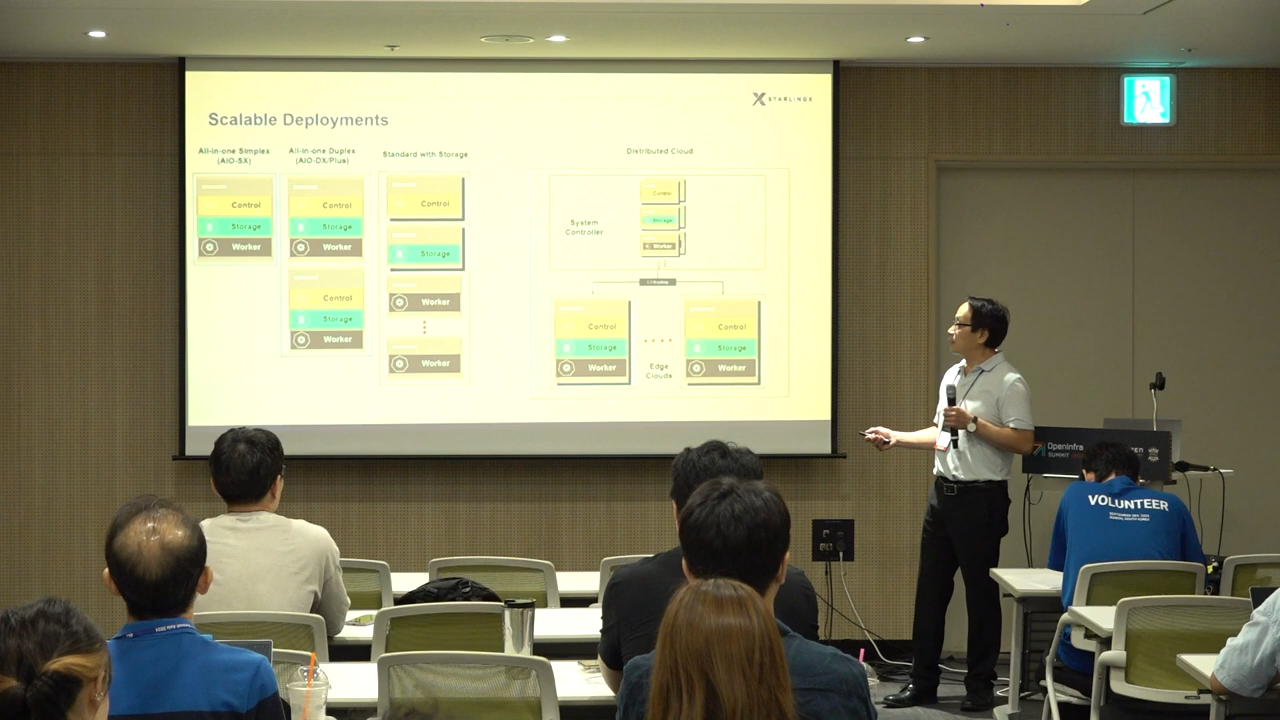 STARLINGX
Scalable Deployments
All-in-one Simplex
(AIO-SX)
Control
Storage
Worker
All-in-one Duplex
(AIO-DX/Plus)
Control
Storage
Worker
Control
Storage
Worker
Standard with Storage
Control
Storage
Worker
Worker
Distributed Cloud
System
Controller
Control
Storage
Worker
Control
Storage
Worker
Edge
Clouds
Control
Storage
Worker
OpenInfra
SUMMIT
VOLUNTEER